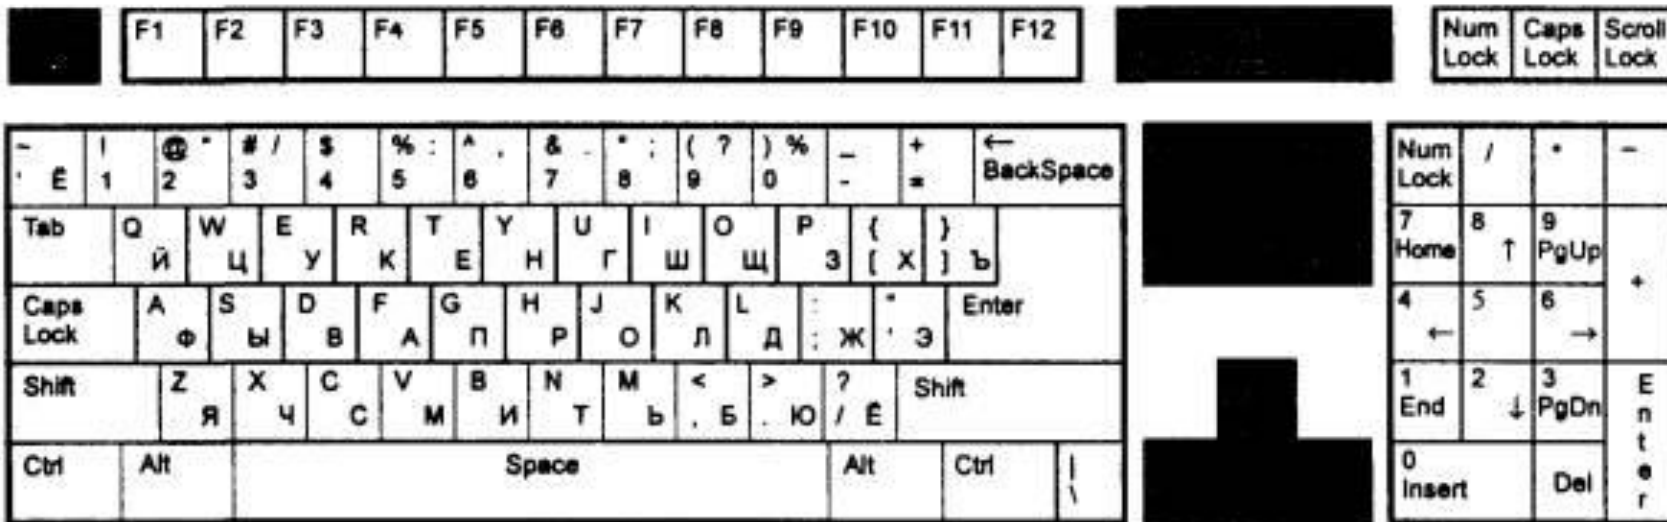 F1 F2 F3 F4 F5 F6 F7 F8 F9 F10 F11 F12 Num Caps Scroll
Lock Lock Lock
~ ! @ " # / $ % : ^ , & . * ; ( ? ) % _ + ←
' Ё 1 2 3 4 5 6 7 8 9 0 - = BackSpace
Num / * −
Lock
Tab Q W E R T Y U I O P { }
Й Ц У К Е Н Г Ш Щ З [ Х ] Ъ
7 8 9
Home ↑ PgUp
+
Caps A S D F G H J K L : " Enter
Lock Ф Ы В А П Р О Л Д ; Ж ' Э
4 5 6
← →
Shift Z X C V B N M < > ? Shift
Я Ч С М И Т Ь , Б . Ю / Ё
1 2 3
End ↓ PgDn
Enter
Ctrl Alt Space Alt Ctrl |
\
0
Insert Del